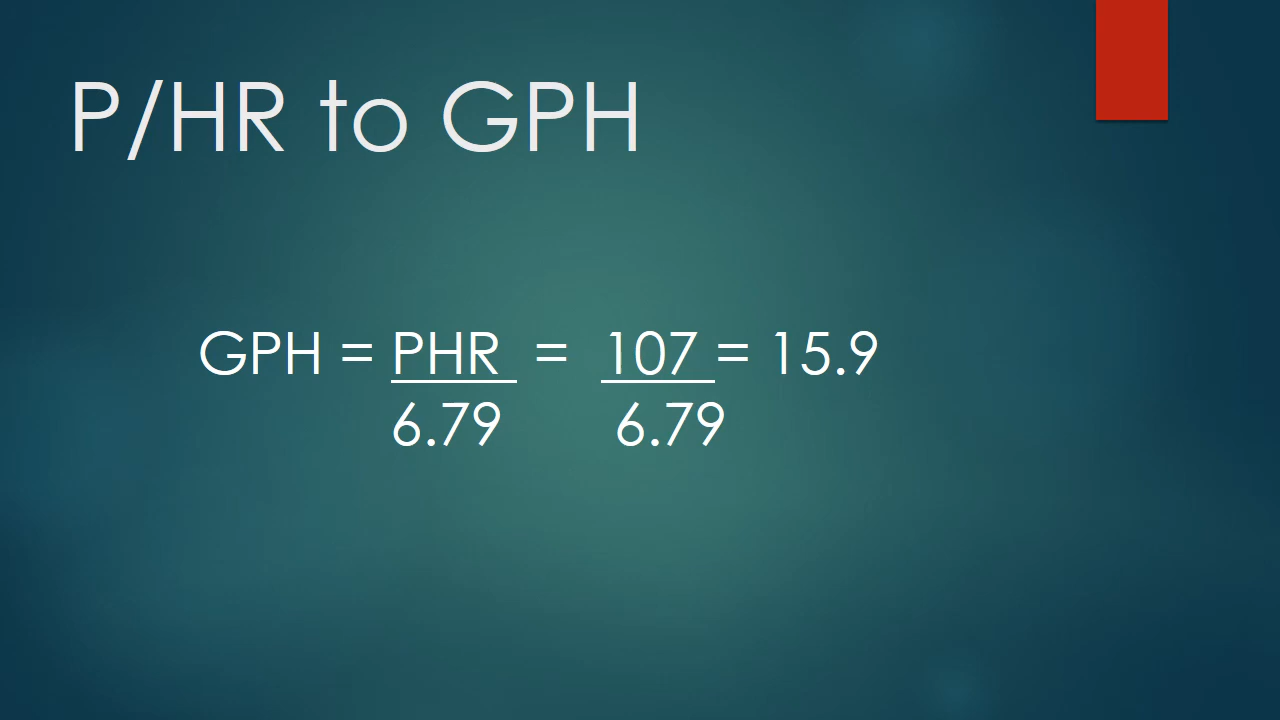 P/HR to GPH
GPH = PHR = 107 = 15.9
6.79 6.79